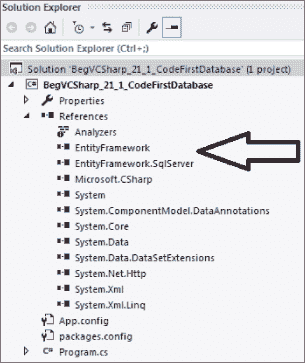 Solution Explorer
Search Solution Explorer (Ctrl+;)
Solution 'BegVCSharp_21_1_CodeFirstDatabase' (1 project)
C# BegVCSharp_21_1_CodeFirstDatabase
Properties
References
Analyzers
EntityFramework
EntityFramework.SqlServer
Microsoft.CSharp
System
System.ComponentModel.DataAnnotations
System.Core
System.Data
System.Data.DataSetExtensions
System.Net.Http
System.Xml
System.Xml.Linq
App.config
packages.config
C# Program.cs